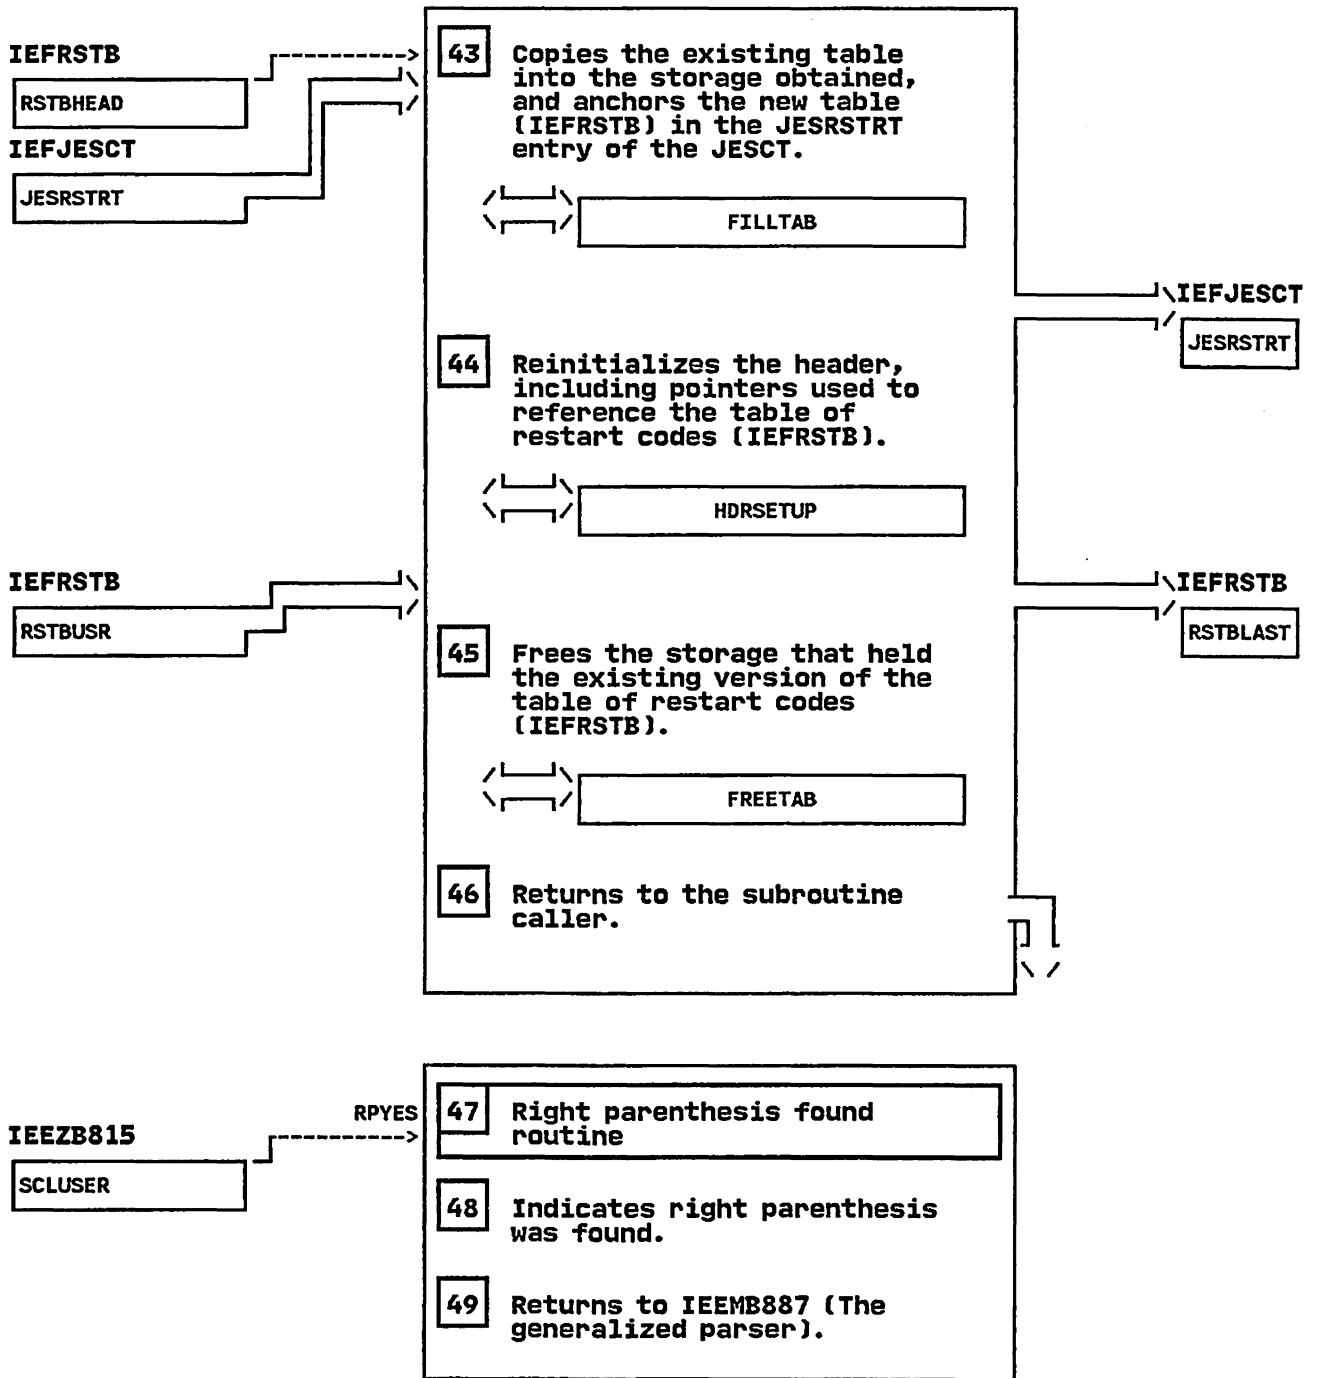 IEFRSTB
RSTBHEAD
IEFJESCT
JESRSTRT
43 Copies the existing table
into the storage obtained,
and anchors the new table
(IEFRSTB) in the JESRSTRT
entry of the JESCT.
FILLTAB
IEFJESCT
JESRSTRT
44 Reinitializes the header,
including pointers used to
reference the table of
restart codes (IEFRSTB).
HDRSETUP
IEFRSTB
RSTBUSR
IEFRSTB
RSTBLAST
45 Frees the storage that held
the existing version of the
table of restart codes
(IEFRSTB).
FREETAB
46 Returns to the subroutine
caller.
IEEZB815
SCLUSER
RPYES
47 Right parenthesis found
routine
48 Indicates right parenthesis
was found.
49 Returns to IEEMB887 (The
generalized parser).